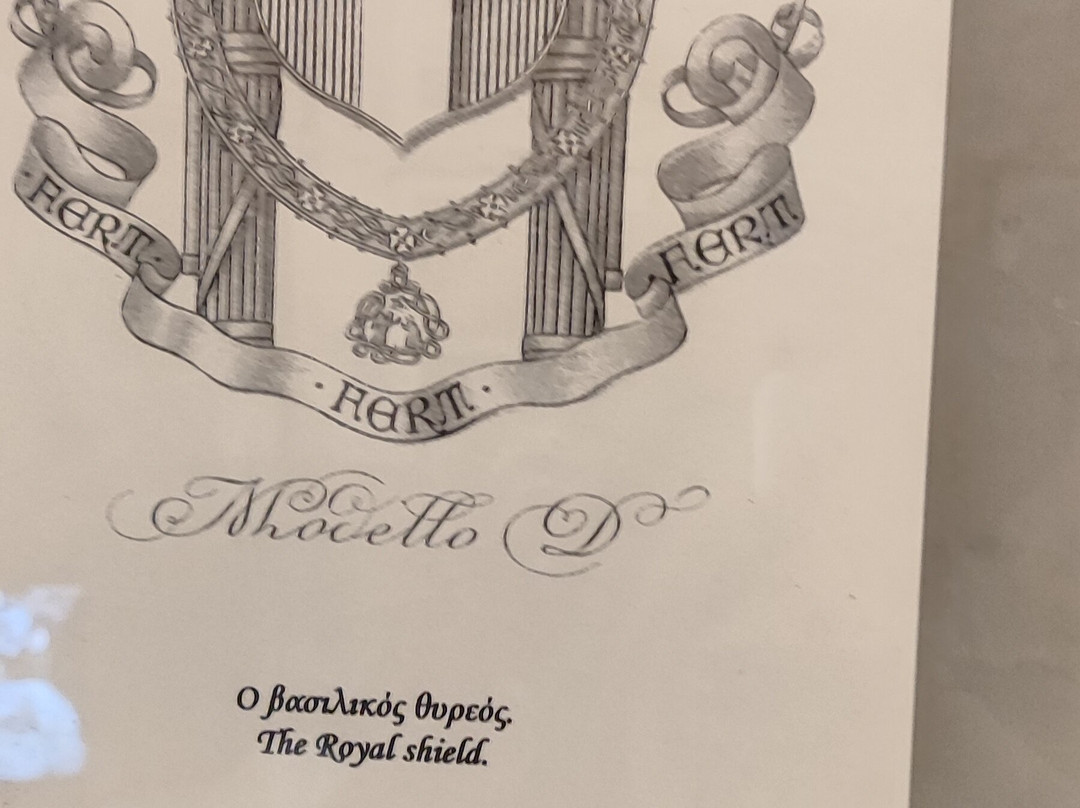 · FERT ·
FERT
· FERT ·
Modello D
Ο βασιλικός θυρεός.
The Royal shield.